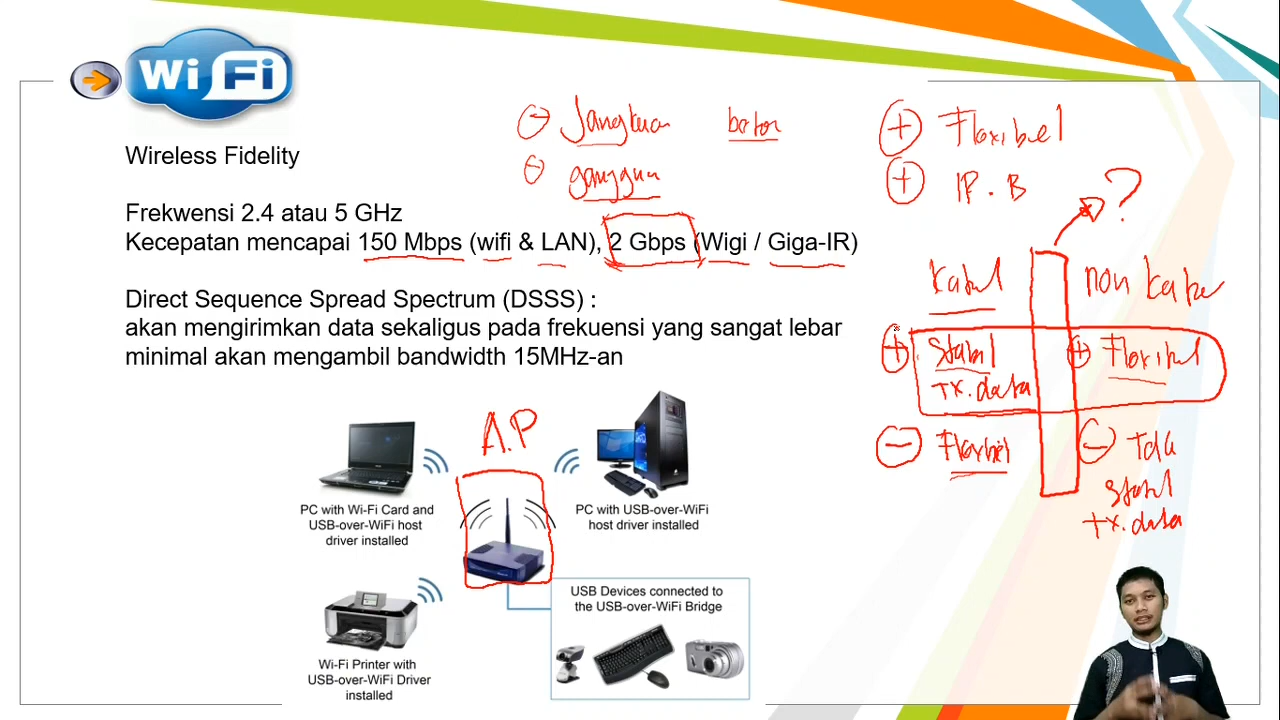 Wi Fi
Wireless Fidelity
Frekwensi 2.4 atau 5 GHz
Kecepatan mencapai 150 Mbps (wifi & LAN), 2 Gbps (Wigi / Giga-IR)
Direct Sequence Spread Spectrum (DSSS) :
akan mengirimkan data sekaligus pada frekuensi yang sangat lebar
minimal akan mengambil bandwidth 15MHz-an
A.P
PC with Wi-Fi Card and
USB-over-WiFi host
driver installed
PC with USB-over-WiFi
host driver installed
Wi-Fi Printer with
USB-over-WiFi Driver
installed
USB Devices connected to
the USB-over-WiFi Bridge
⊖ Jangkuan
⊖ ganggun
⊕ Flexibel
⊕ IP. B
?
kabel
non kabel
⊕ Stabil
tx. data
⊕ Flexibel
⊖ Flexibel
⊖ Tda
stabil
tx. data